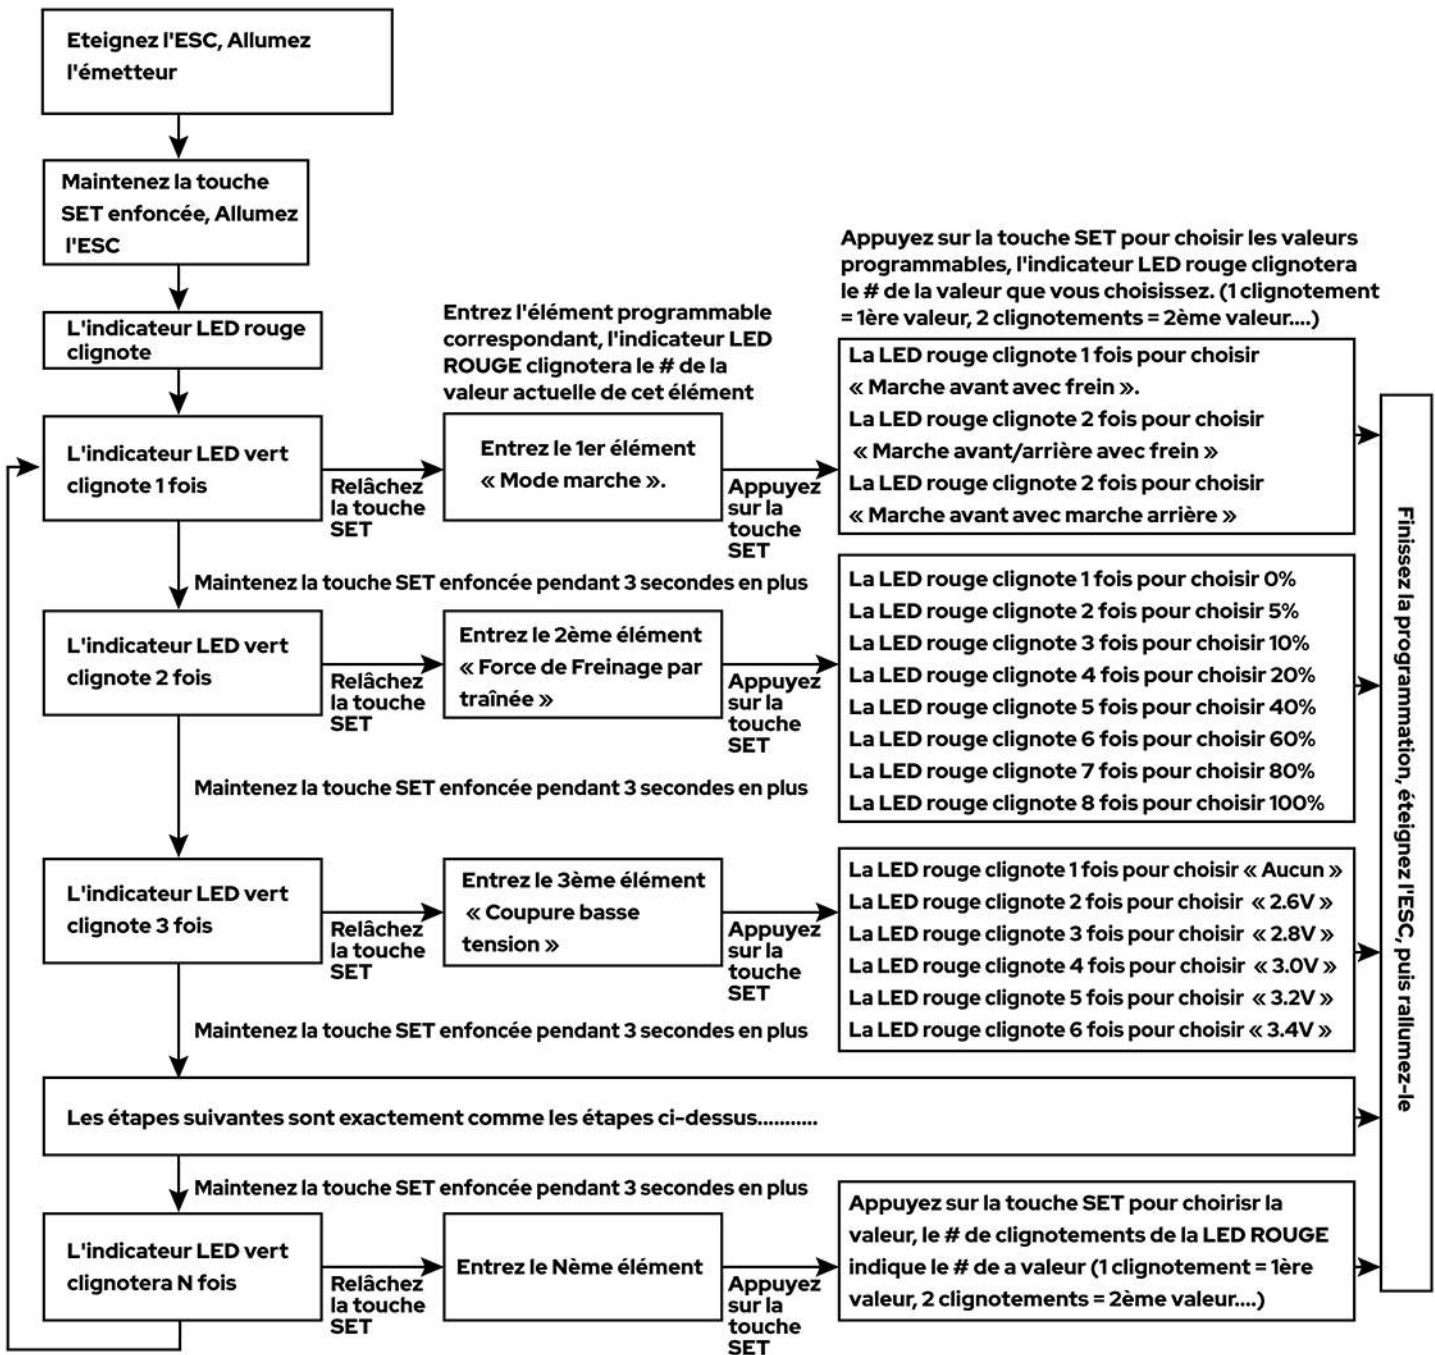 Eteignez l'ESC, Allumez
l'émetteur
Maintenez la touche
SET enfoncée, Allumez
l'ESC
L'indicateur LED rouge
clignote
Entrez l'élément programmable
correspondant, l'indicateur LED
ROUGE clignotera le # de la
valeur actuelle de cet élément
Appuyez sur la touche SET pour choisir les valeurs
programmables, l'indicateur LED rouge clignotera
le # de la valeur que vous choisissez. (1 clignotement
= 1ère valeur, 2 clignotements = 2ème valeur....)
L'indicateur LED vert
clignote 1 fois
Relâchez
la touche
SET
Entrez le 1er élément
« Mode marche ».
Appuyez
sur la
touche
SET
La LED rouge clignote 1 fois pour choisir
« Marche avant avec frein ».
La LED rouge clignote 2 fois pour choisir
« Marche avant/arrière avec frein »
La LED rouge clignote 2 fois pour choisir
« Marche avant avec marche arrière »
Maintenez la touche SET enfoncée pendant 3 secondes en plus
L'indicateur LED vert
clignote 2 fois
Relâchez
la touche
SET
Entrez le 2ème élément
« Force de Freinage par
traînée »
Appuyez
sur la
touche
SET
La LED rouge clignote 1 fois pour choisir 0%
La LED rouge clignote 2 fois pour choisir 5%
La LED rouge clignote 3 fois pour choisir 10%
La LED rouge clignote 4 fois pour choisir 20%
La LED rouge clignote 5 fois pour choisir 40%
La LED rouge clignote 6 fois pour choisir 60%
La LED rouge clignote 7 fois pour choisir 80%
La LED rouge clignote 8 fois pour choisir 100%
Maintenez la touche SET enfoncée pendant 3 secondes en plus
L'indicateur LED vert
clignote 3 fois
Relâchez
la touche
SET
Entrez le 3ème élément
« Coupure basse
tension »
Appuyez
sur la
touche
SET
La LED rouge clignote 1 fois pour choisir « Aucun »
La LED rouge clignote 2 fois pour choisir « 2.6V »
La LED rouge clignote 3 fois pour choisir « 2.8V »
La LED rouge clignote 4 fois pour choisir « 3.0V »
La LED rouge clignote 5 fois pour choisir « 3.2V »
La LED rouge clignote 6 fois pour choisir « 3.4V »
Maintenez la touche SET enfoncée pendant 3 secondes en plus
Les étapes suivantes sont exactement comme les étapes ci-dessus...........
Maintenez la touche SET enfoncée pendant 3 secondes en plus
L'indicateur LED vert
clignotera N fois
Relâchez
la touche
SET
Entrez le Nème élément
Appuyez
sur la
touche
SET
Appuyez sur la touche SET pour choirisr la
valeur, le # de clignotements de la LED ROUGE
indique le # de a valeur (1 clignotement = 1ère
valeur, 2 clignotements = 2ème valeur....)
Finissez la programmation, éteignez l'ESC, puis rallumez-le